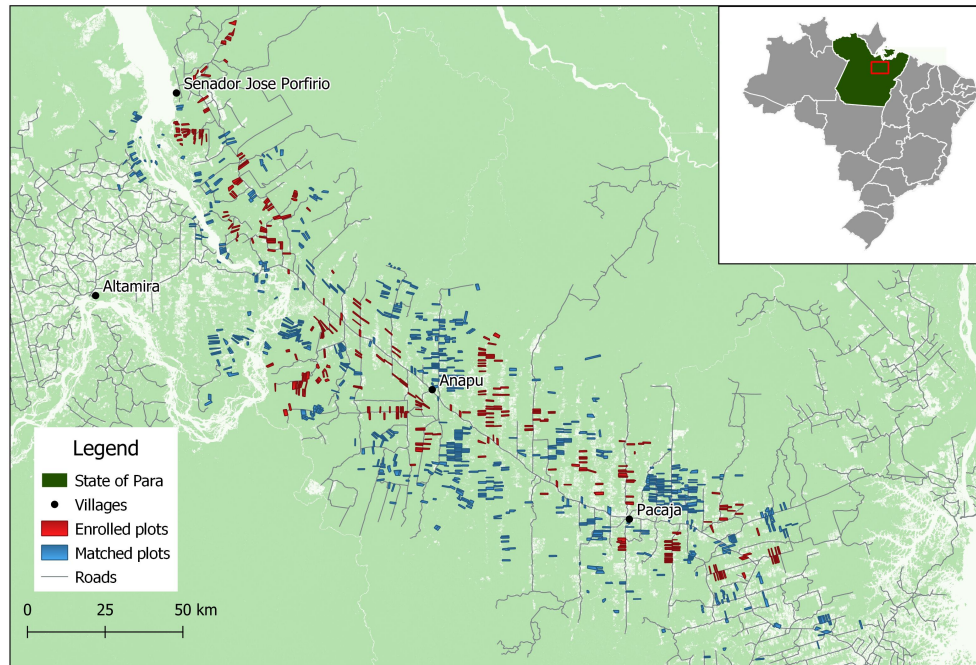 Senador Jose Porfirio
Altamira
Anapu
Pacaja
Legend
State of Para
Villages
Enrolled plots
Matched plots
Roads
0 25 50 km